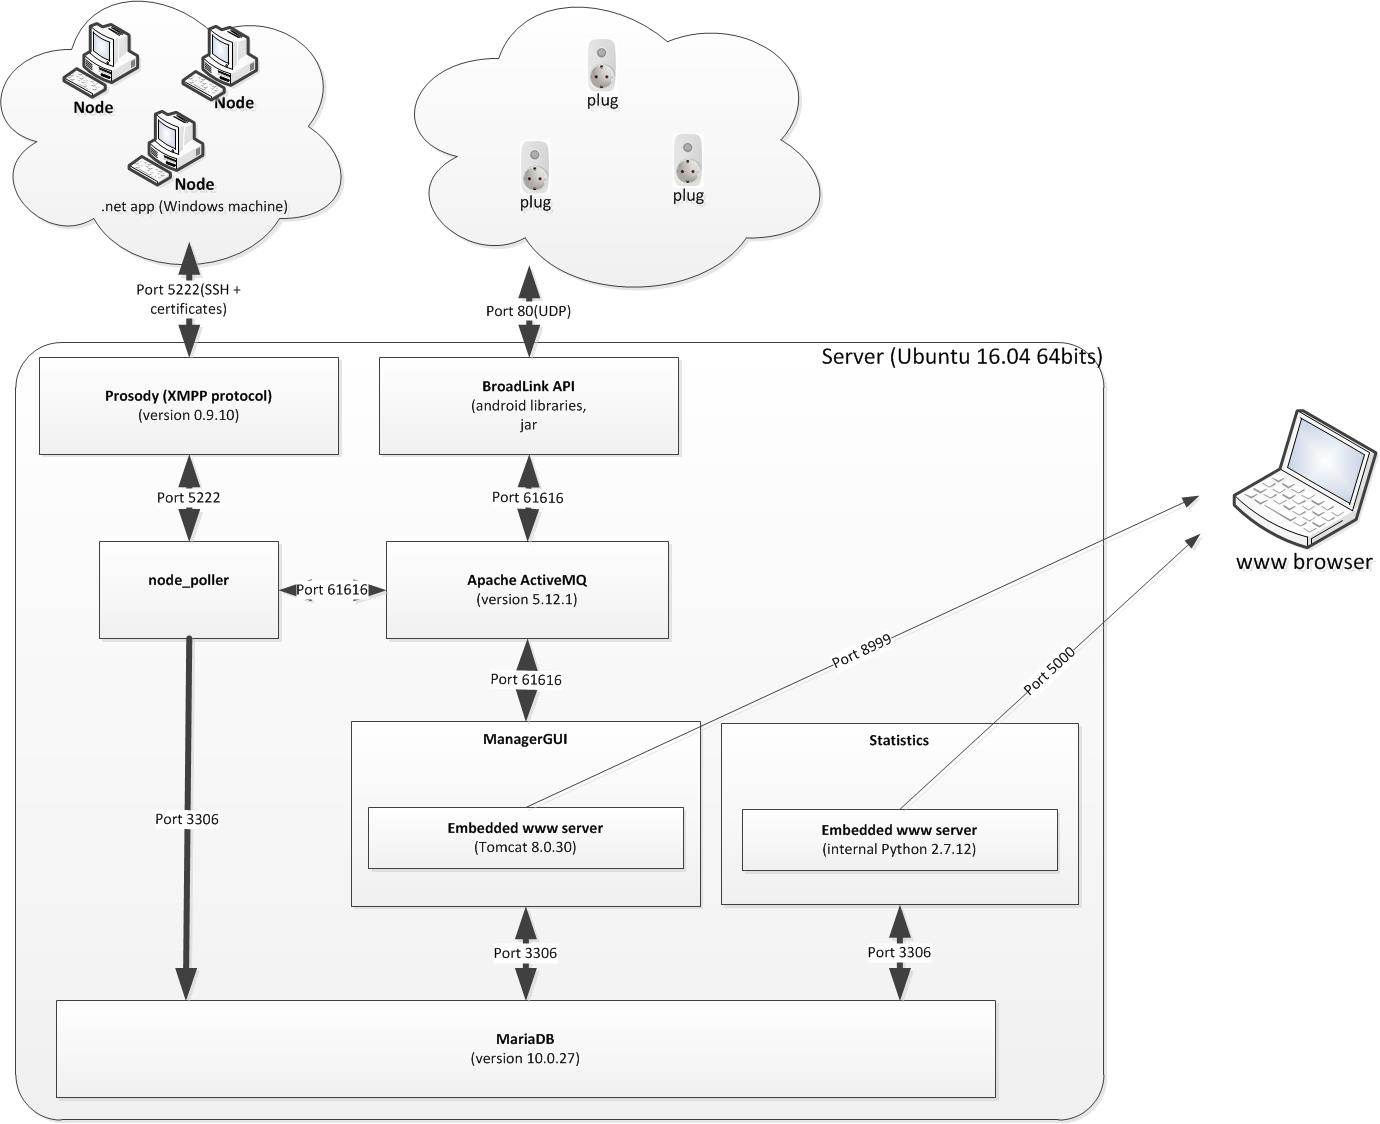 Node
Node
Node
.net app (Windows machine)
plug
plug
plug
Port 5222(SSH +
certificates)
Port 80(UDP)
Server (Ubuntu 16.04 64bits)
Prosody (XMPP protocol)
(version 0.9.10)
BroadLink API
(android libraries,
jar
Port 5222
Port 61616
www browser
node_poller
Port 61616
Apache ActiveMQ
(version 5.12.1)
Port 8999
Port 5000
Port 61616
ManagerGUI
Statistics
Port 3306
Embedded www server
(Tomcat 8.0.30)
Embedded www server
(internal Python 2.7.12)
Port 3306
Port 3306
MariaDB
(version 10.0.27)